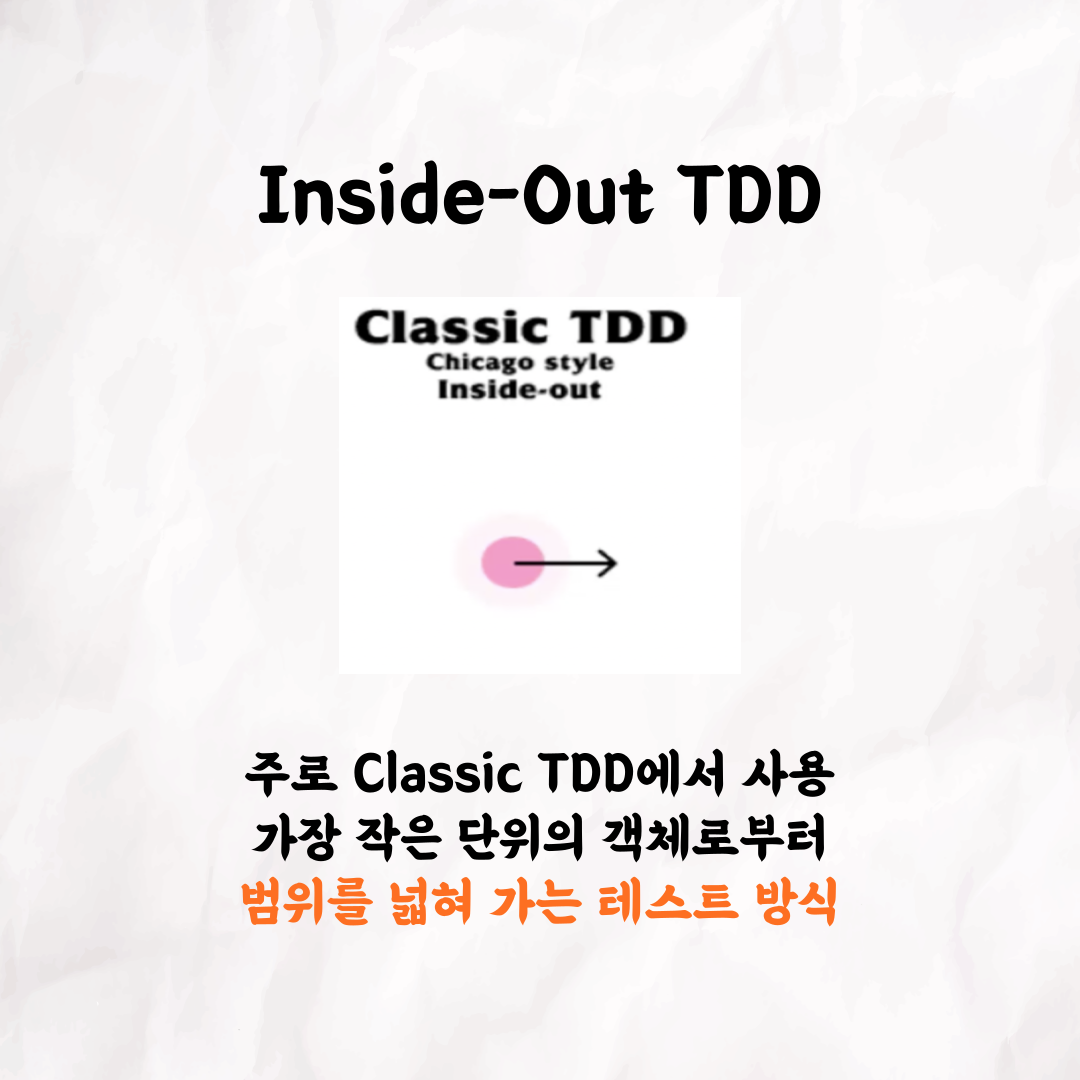 Inside-Out TDD
Classic TDD
Chicago style
Inside-out
주로 Classic TDD에서 사용
가장 작은 단위의 객체로부터
범위를 넓혀 가는 테스트 방식